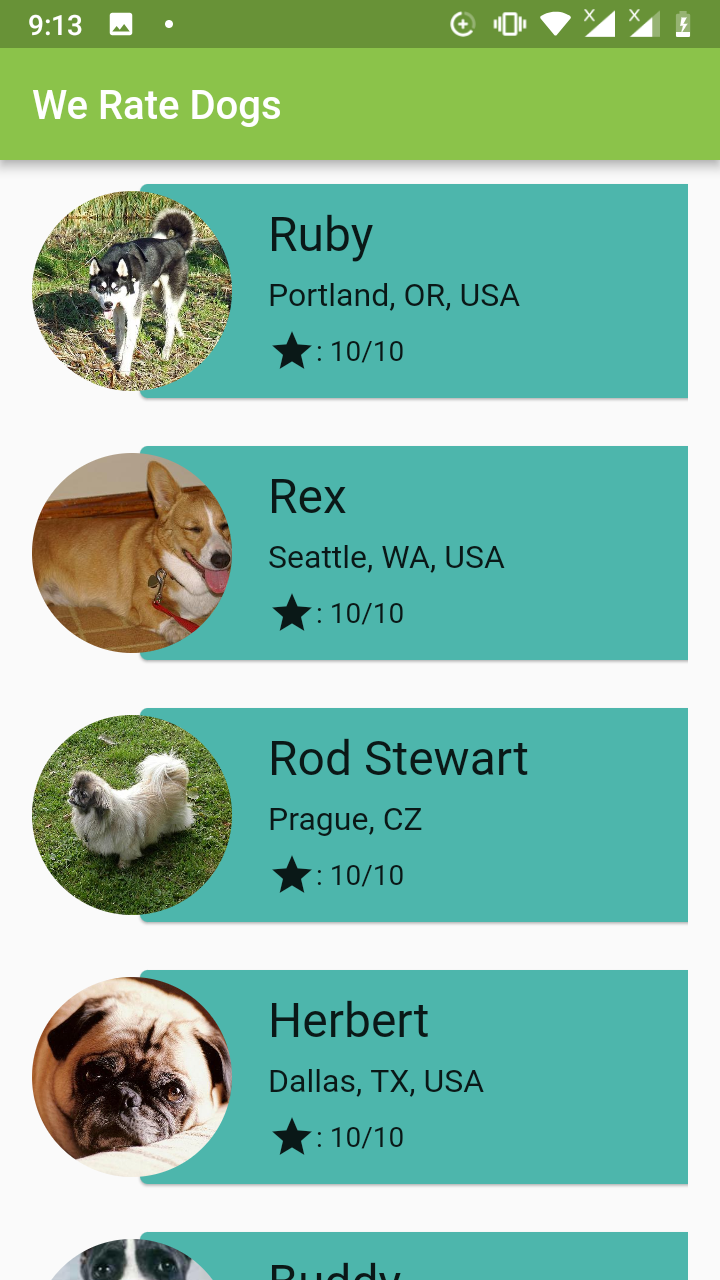 9:13
We Rate Dogs
Ruby
Portland, OR, USA
: 10/10
Rex
Seattle, WA, USA
: 10/10
Rod Stewart
Prague, CZ
: 10/10
Herbert
Dallas, TX, USA
: 10/10
Buddy